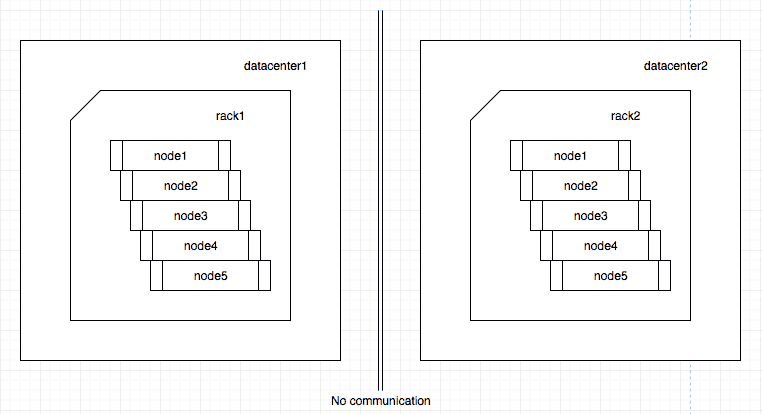 datacenter1
rack1
node1
node2
node3
node4
node5
datacenter2
rack2
node1
node2
node3
node4
node5
No communication